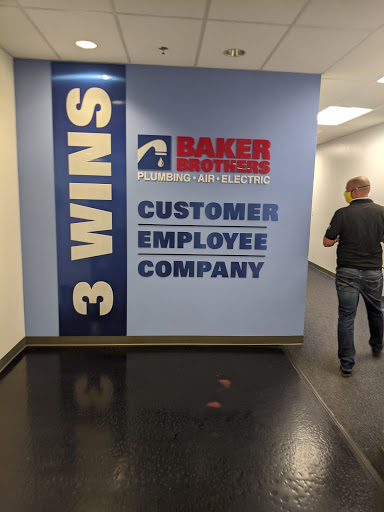 3 WINS
BAKER
BROTHERS
PLUMBING • AIR • ELECTRIC
CUSTOMER
EMPLOYEE
COMPANY